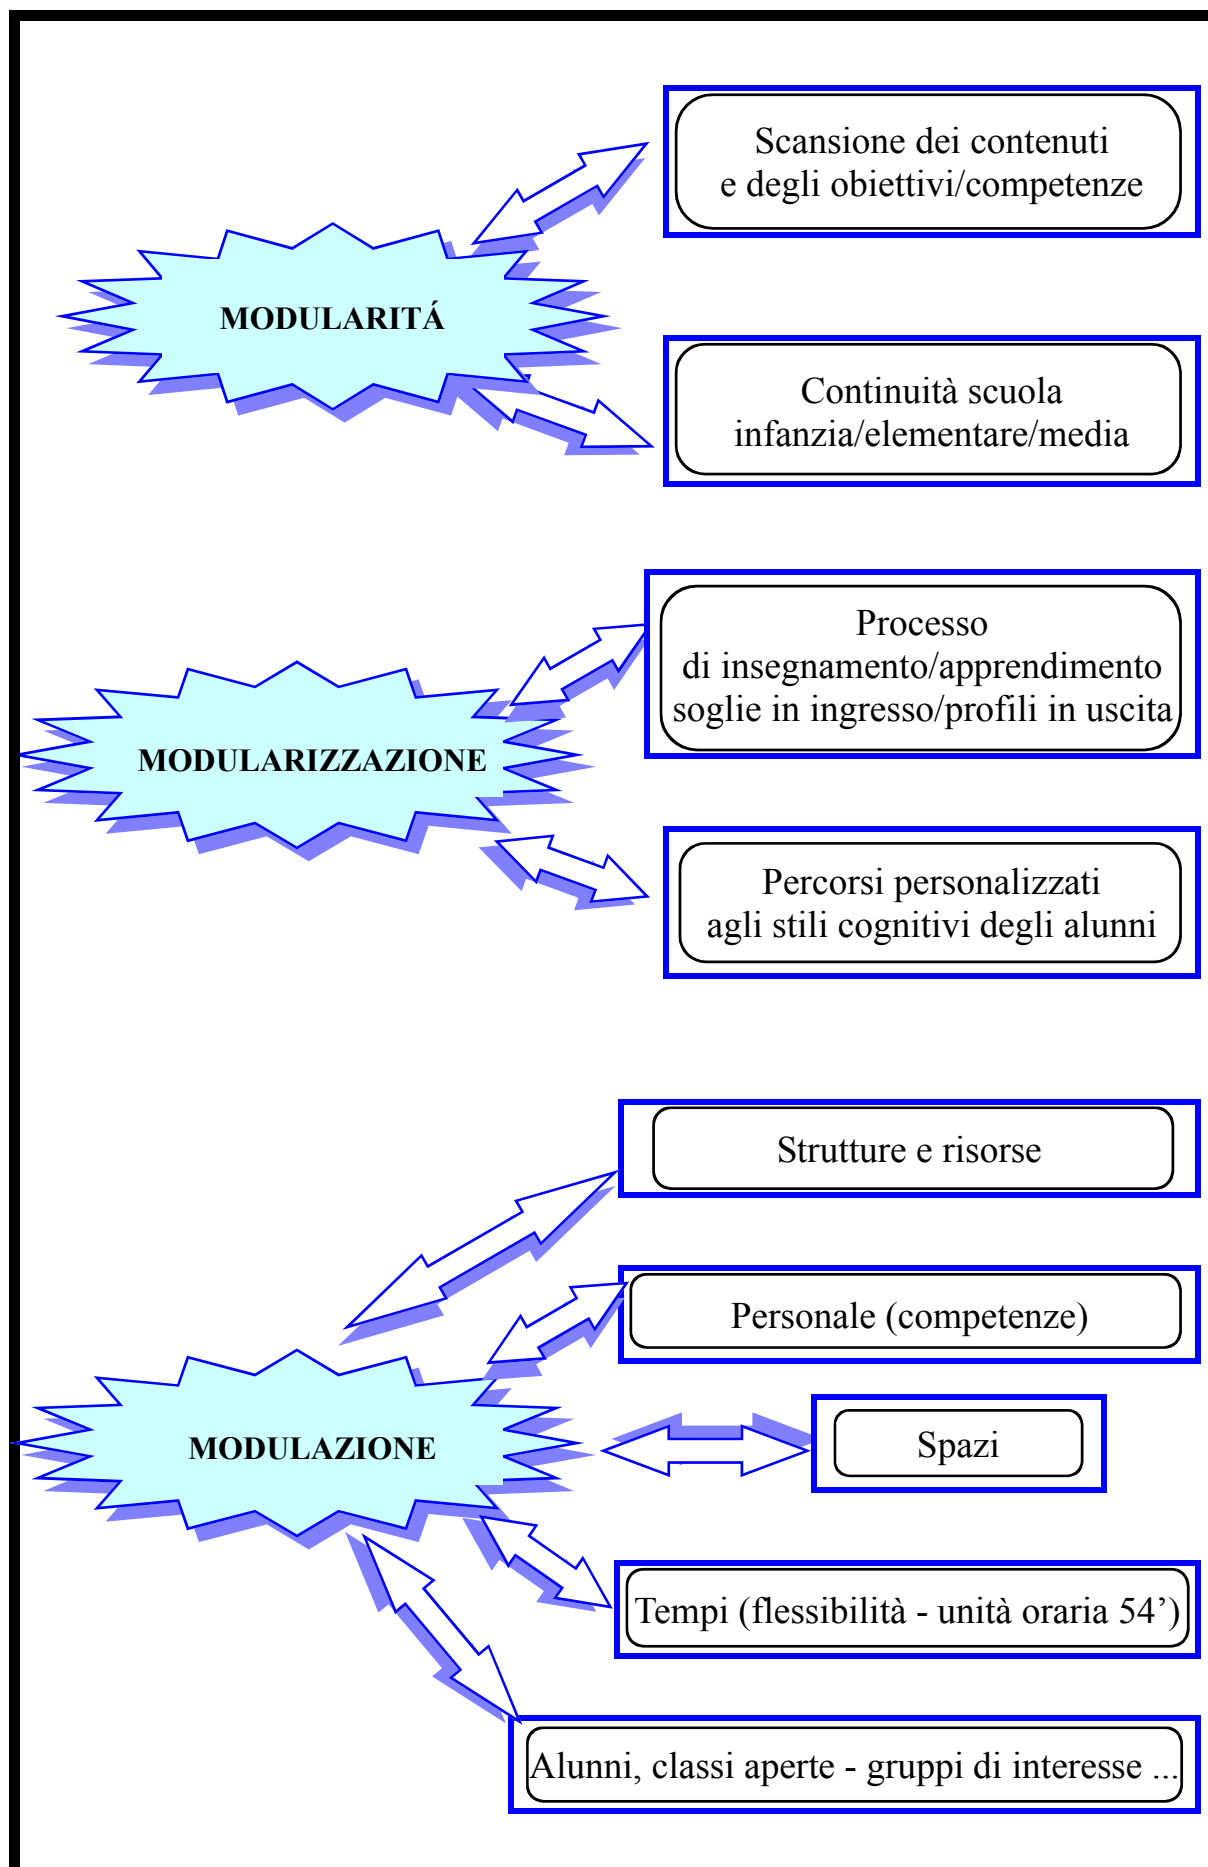 Scansione dei contenuti
e degli obiettivi/competenze
MODULARITÁ
Continuità scuola
infanzia/elementare/media
Processo
di insegnamento/apprendimento
soglie in ingresso/profili in uscita
MODULARIZZAZIONE
Percorsi personalizzati
agli stili cognitivi degli alunni
Strutture e risorse
Personale (competenze)
MODULAZIONE
Spazi
Tempi (flessibilità - unità oraria 54’)
Alunni, classi aperte - gruppi di interesse ...